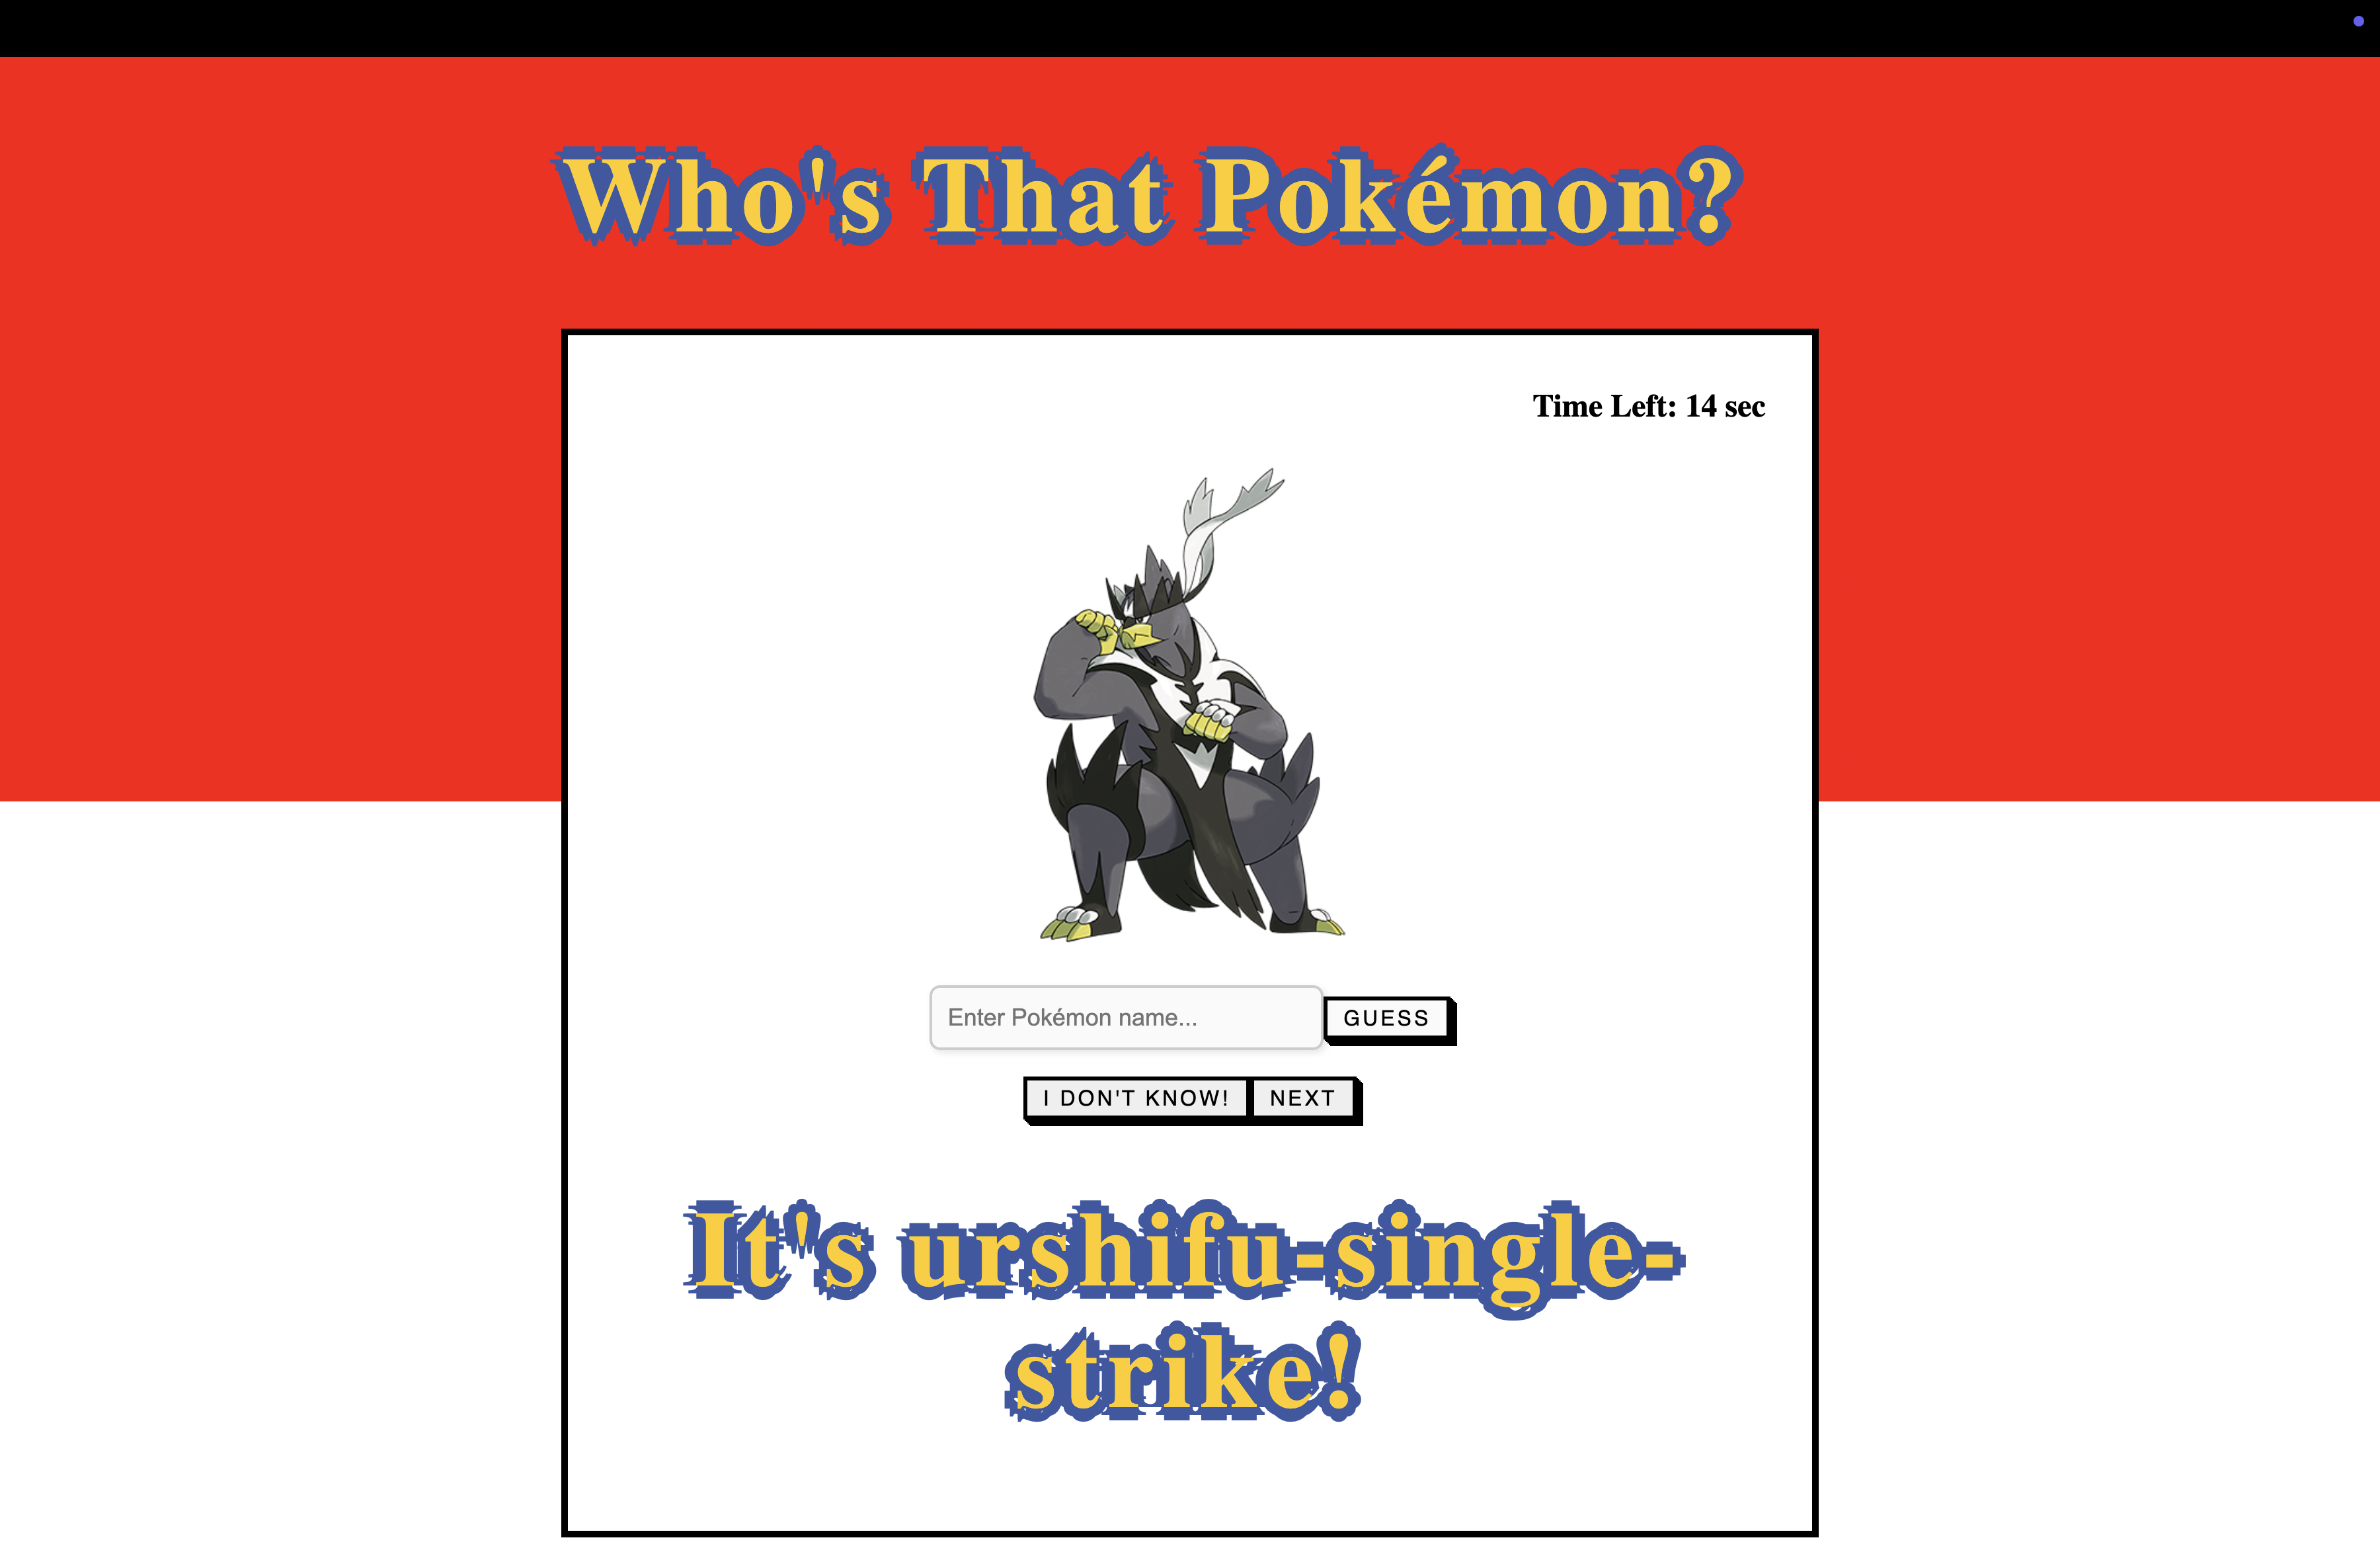 Who's That Pokémon?
Time Left: 14 sec
Enter Pokémon name...
GUESS
I DON'T KNOW!
NEXT
It's urshifu-single-
strike!